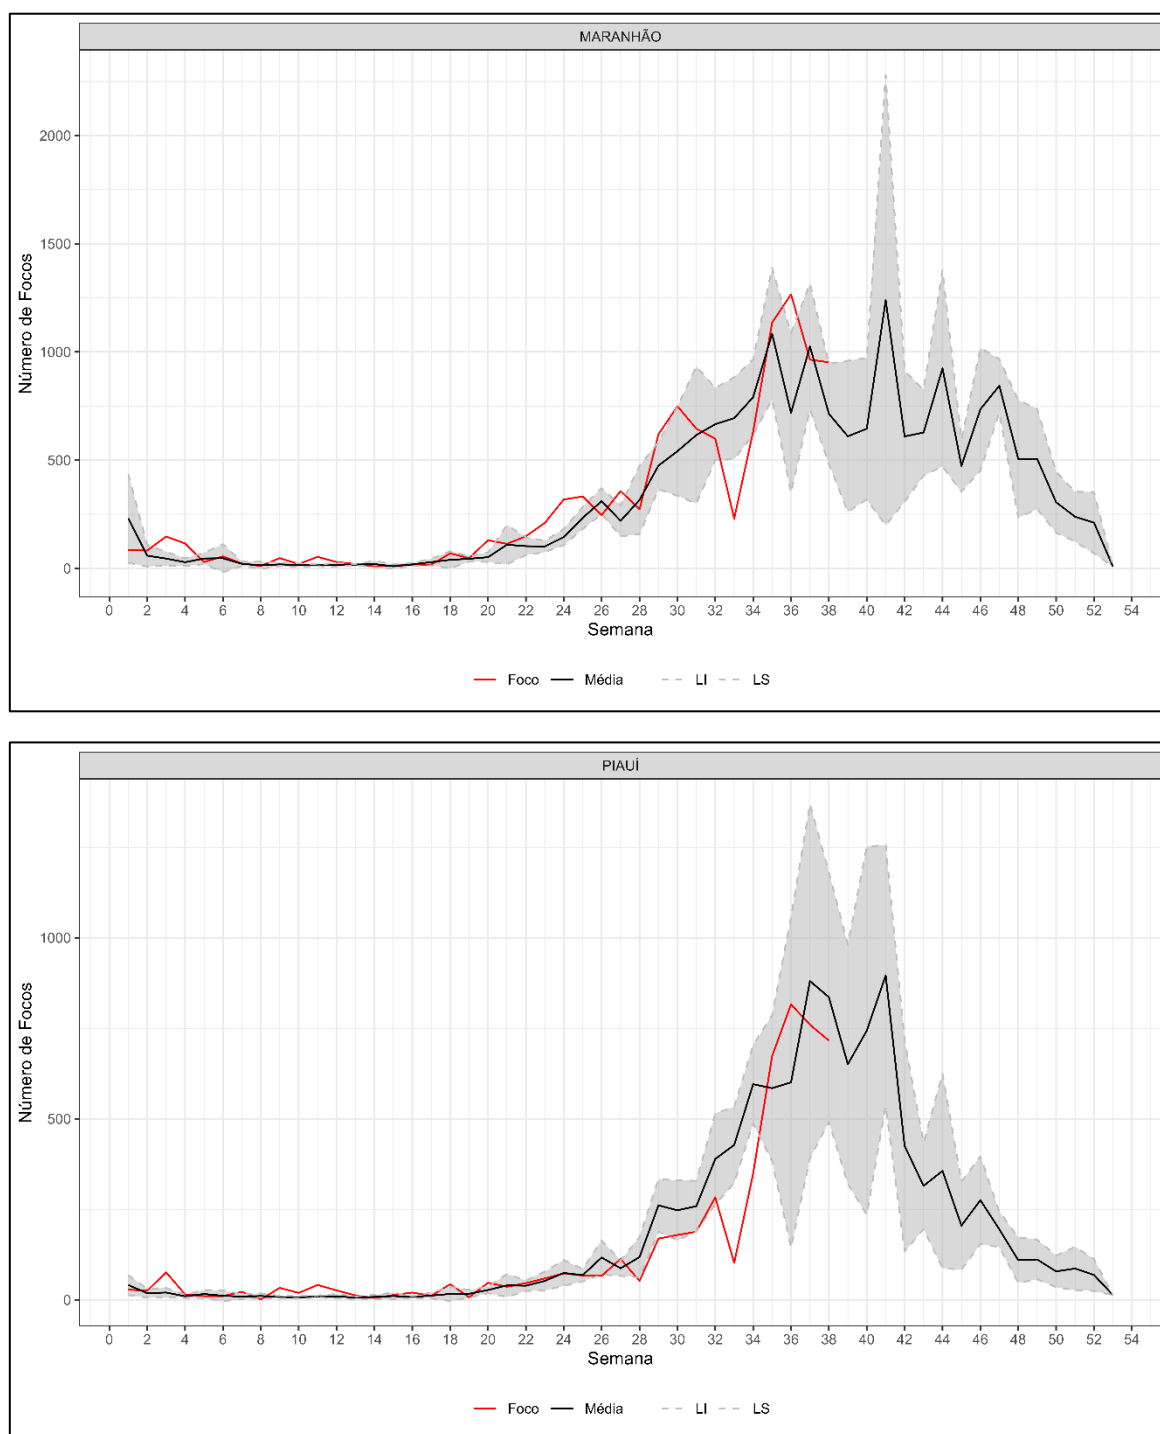 MARANHÃO
Número de Focos
2000
1500
1000
500
0
0 2 4 6 8 10 12 14 16 18 20 22 24 26 28 30 32 34 36 38 40 42 44 46 48 50 52 54
Semana
Foco Média LI LS
PIAUÍ
Número de Focos
1000
500
0
0 2 4 6 8 10 12 14 16 18 20 22 24 26 28 30 32 34 36 38 40 42 44 46 48 50 52 54
Semana
Foco Média LI LS